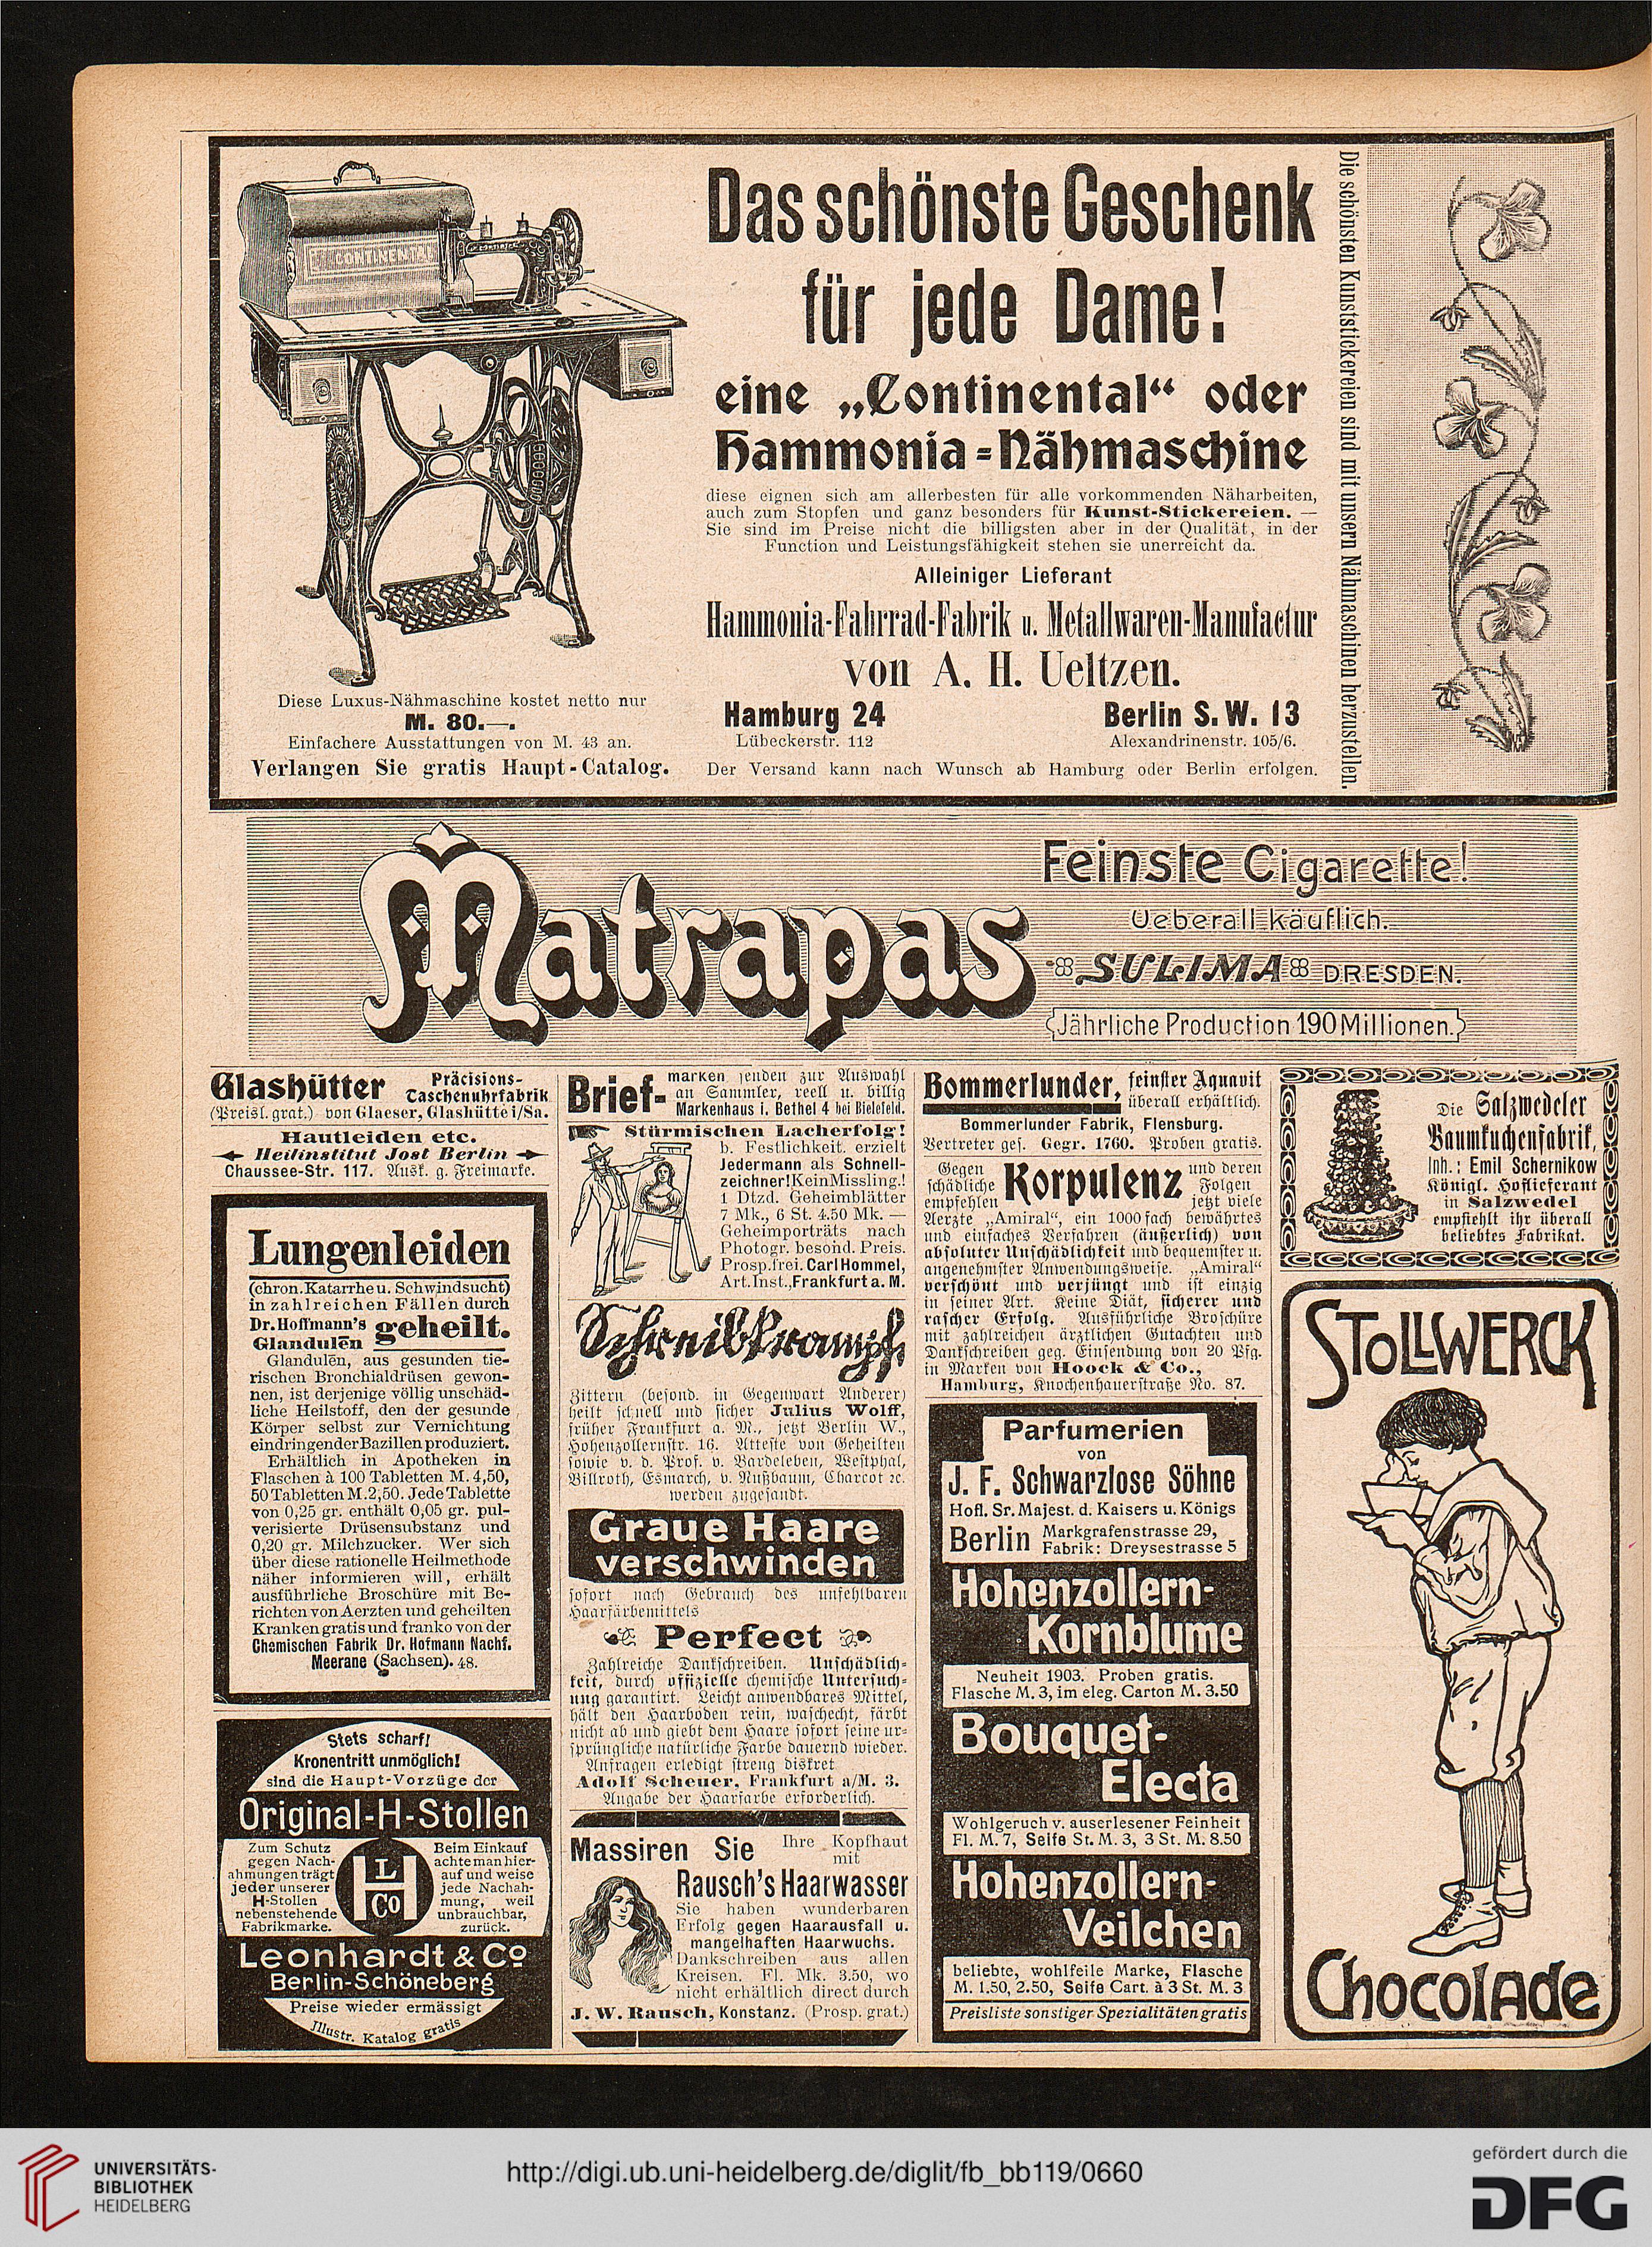 CONTINENTAL
Das schönste Geschenk
für jede Dame!
eine „Continental“ oder
Hammonia-Nähmaschine
diese eignen sich am allerbesten für alle vorkommenden Näharbeiten,
auch zum Stopfen und ganz besonders für Kunst-Stickereien. —
Sie sind im Preise nicht die billigsten aber in der Qualität, in der
Function und Leistungsfähigkeit stehen sie unerreicht da.
Alleiniger Lieferant
Hammonia-Fahrrad-Fabrik u. Metallwaren-Manufactur
von A. H. Ueltzen.
Hamburg 24
Lübeckerstr. 112
Berlin S. W. 13
Alexandrinenstr. 105/6.
Der Versand kann nach Wunsch ab Hamburg oder Berlin erfolgen.
Diese Luxus-Nähmaschine kostet netto nur
M. 80.—.
Einfachere Ausstattungen von M. 43 an.
Verlangen Sie gratis Haupt-Catalog.
Die schönsten Kunststickereien sind mit unsern Nähmaschinen herzustellen.
Matrapas
Feinste Cigarette!
Ueberall käuflich.
SULIMA DRESDEN.
Jährliche Production 190 Millionen.
Glashütter Präcisions-
Taschenuhrfabrik
(Preisl. grat.) von Glaeser, Glashütte i/Sa.
Hautleiden etc.
Heilinstitut Jost Berlin
Chaussee-Str. 117. Ausk. g. Freimarke.
Lungenleiden
(chron. Katarrhe u. Schwindsucht)
in zahlreichen Fällen durch
Dr. Hoffmann's
Glandulēn geheilt.
Glandulēn, aus gesunden tie-
rischen Bronchialdrüsen gewon-
nen, ist derjenige völlig unschäd-
liche Heilstoff, den der gesunde
Körper selbst zur Vernichtung
eindringender Bazillen produziert.
Erhältlich in Apotheken in
Flaschen à 100 Tabletten M. 4,50,
50 Tabletten M. 2,50. Jede Tablette
von 0,25 gr. enthält 0,05 gr. pul-
verisierte Drüsensubstanz und
0,20 gr. Milchzucker. Wer sich
über diese rationelle Heilmethode
näher informieren will, erhält
ausführliche Broschüre mit Be-
richten von Aerzten und geheilten
Kranken gratis und franko von der
Chemischen Fabrik Dr. Hofmann Nachf.
Meerane (Sachsen). 48.
Stets scharf!
Kronentritt unmöglich!
sind die Haupt-Vorzüge der
Original-H-Stollen
Zum Schutz
gegen Nach-
ahmungen trägt
jeder unserer
H-Stollen
nebenstehende
Fabrikmarke.
L
& Co
Beim Einkauf
achte man hier-
auf und weise
jede Nachah-
mung, weil
unbrauchbar,
zurück.
Leonhardt & Co
Berlin-Schöneberg
Preise wieder ermässigt
Illustr. Katalog gratis
Brief-
marken senden zur Auswahl
an Sammler, reell u. billig
Markenhaus i. Bethel 4 bei Bielefeld.
Stürmischen Lacherfolg!
b. Festlichkeit. erzielt
Jedermann als Schnell-
zeichner! Kein Missling.!
1 Dtzd. Geheimblätter
7 Mk., 6 St. 4.50 Mk. —
Geheimporträts nach
Photogr. besond. Preis.
Prosp. frei. Carl Hommel,
Art. Inst., Frankfurt a. M.
Schreibkrampf,
Zittern (besond. in Gegenwart Anderer)
heilt schnell und sicher Julius Wolff,
früher Frankfurt a. M., jetzt Berlin W.,
Hohenzollernstr. 16. Atteste von Geheilten
sowie v. d. Prof. v. Bardeleben, Westphal,
Billroth, Esmarch, v. Nußbaum, Charcot ꝛc.
werden zugesandt.
Graue Haare
verschwinden
sofort nach Gebrauch des unfehlbaren
Haarfärbemittels
Perfect
Zahlreiche Dankschreiben. Unschädlich-
keit, durch offizielle chemische Untersuch-
ung garantirt. Leicht anwendbares Mittel,
hält den Haarboden rein, waschecht, färbt
nicht ab und giebt dem Haare sofort seine ur-
sprüngliche natürliche Farbe dauernd wieder.
Anfragen erledigt streng diskret
Adolf Scheuer, Frankfurt a/M. 3.
Angabe der Haarfarbe erforderlich.
Massiren Sie Ihre Kopfhaut
mit
Rausch's Haarwasser
Sie haben wunderbaren
Erfolg gegen Haarausfall u.
mangelhaften Haarwuchs.
Dankschreiben aus allen
Kreisen. Fl. Mk. 3.50, wo
nicht erhältlich direct durch
J. W. Rausch, Konstanz. (Prosp. grat.)
Bommerlunder, feinster Aquavit
überall erhältlich.
Bommerlunder Fabrik, Flensburg.
Vertreter ges. Gegr. 1760. Proben gratis.
Gegen
schädliche
empfehlen
Korpulenz
und deren
Folgen
jetzt viele
Aerzte „Amiral“, ein 1000fach bewährtes
und einfaches Verfahren (äußerlich) von
absoluter Unschädlichkeit und bequemster u.
angenehmster Anwendungsweise. „Amiral“
verschönt und verjüngt und ist einzig
in seiner Art. Keine Diät, sicherer und
rascher Erfolg. Ausführliche Broschüre
mit zahlreichen ärztlichen Gutachten und
Dankschreiben geg. Einsendung von 20 Pfg.
in Marken von Hoock & Co.,
Hamburg, Knochenhauerstraße No. 87.
Parfumerien
von
J. F. Schwarzlose Söhne
Hofl. Sr. Majest. d. Kaisers u. Königs
Berlin Markgrafenstrasse 29,
Fabrik: Dreysestrasse 5
Hohenzollern-
Kornblume
Neuheit 1903. Proben gratis.
Flasche M. 3, im eleg. Carton M. 3.50
Bouquet-
Electa
Wohlgeruch v. auserlesener Feinheit
Fl. M. 7, Seife St. M. 3, 3 St. M. 8.50
Hohenzollern-
Veilchen
beliebte, wohlfeile Marke, Flasche
M. 1.50, 2.50, Seife Cart. à 3 St. M. 3
Preisliste sonstiger Spezialitäten gratis
Die Salzwedeler
Baumkuchenfabrik,
Inh.: Emil Schernikow
Königl. Hoflieferant
in Salzwedel
empfiehlt ihr überall
beliebtes Fabrikat.
STOLLWERCK
Chocolade
UNIVERSITÄTS-
BIBLIOTHEK
HEIDELBERG
http://digi.ub.uni-heidelberg.de/diglit/fb_bb119/0660
gefördert durch die
DFG